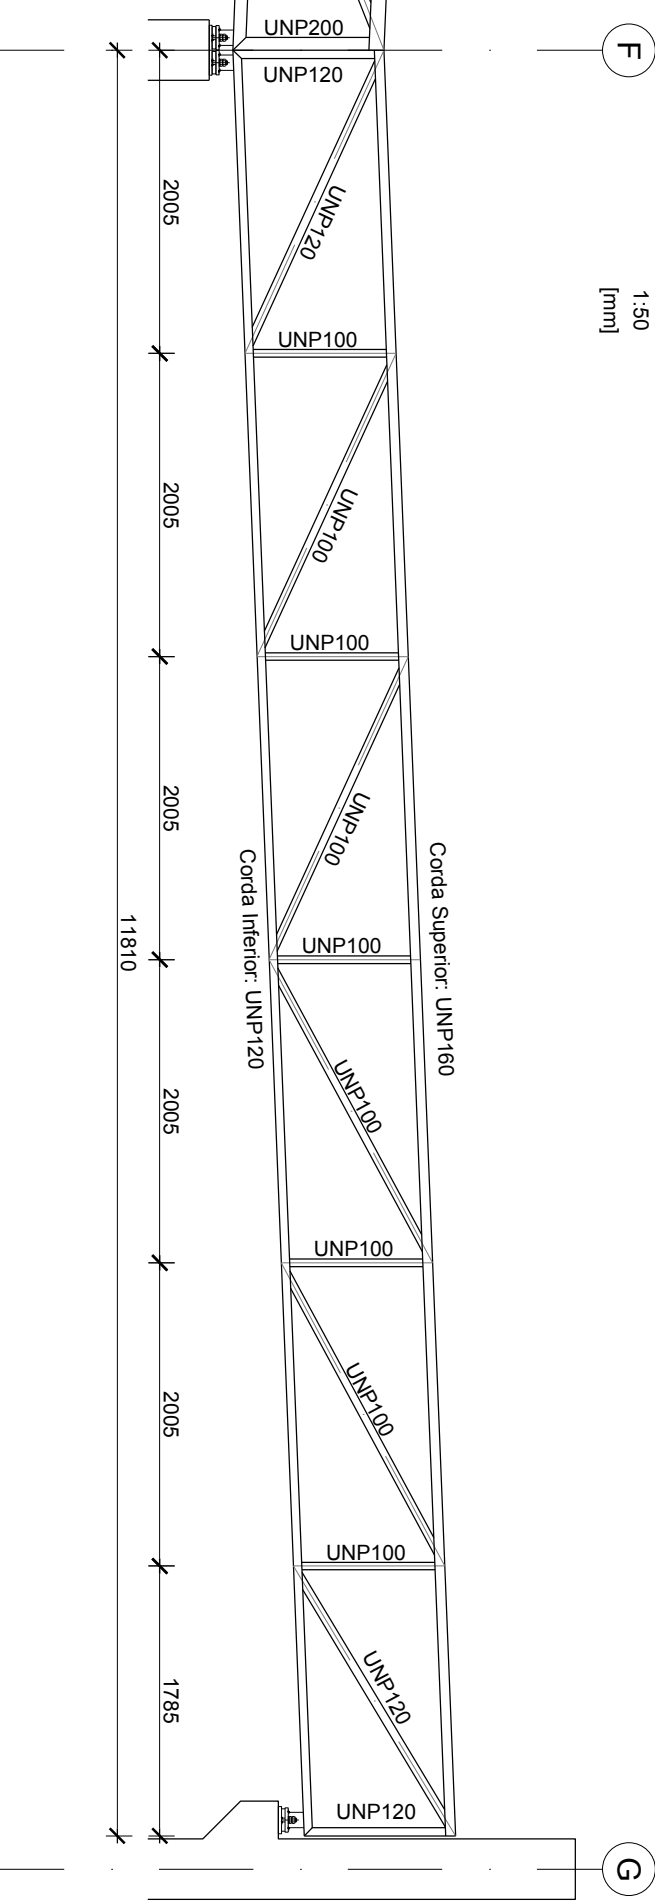 F
1:50
[mm]
UNP200
UNP120
UNP120
2005
UNP100
UNP100
2005
UNP100
UNP100
2005
Corda Superior: UNP160
Corda Inferior: UNP120
11810
UNP100
UNP100
2005
UNP100
UNP100
2005
UNP100
UNP120
1785
UNP120
G